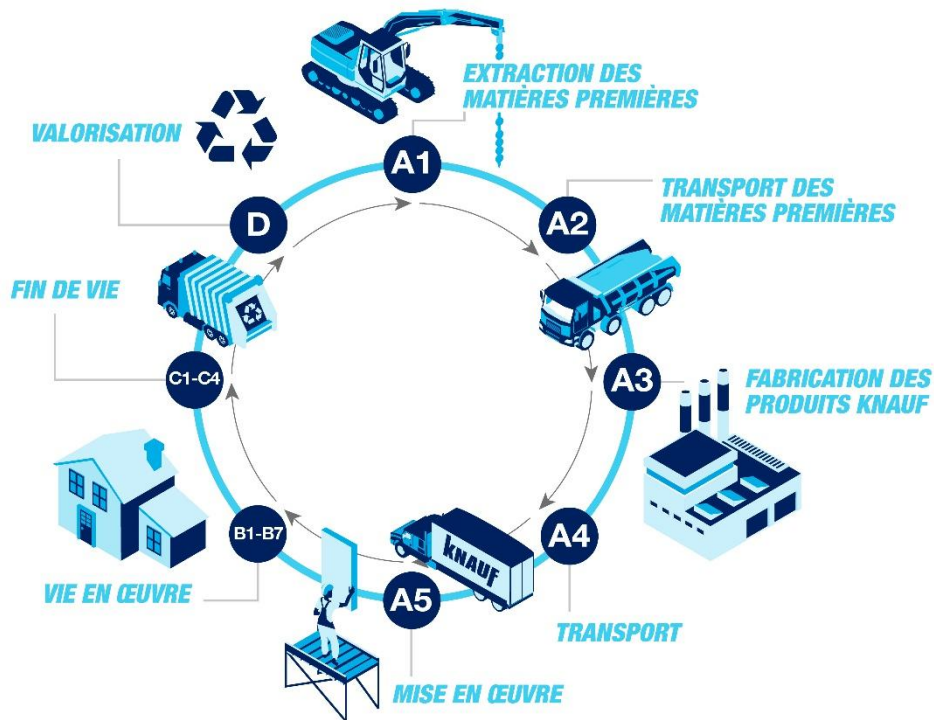 EXTRACTION DES
MATIÈRES PREMIÈRES
VALORISATION
A1
TRANSPORT DES
MATIÈRES PREMIÈRES
D
A2
FIN DE VIE
C1-C4
A3
FABRICATION DES
PRODUITS KNAUF
B1-B7
A4
KNAUF
VIE EN ŒUVRE
A5
TRANSPORT
MISE EN ŒUVRE